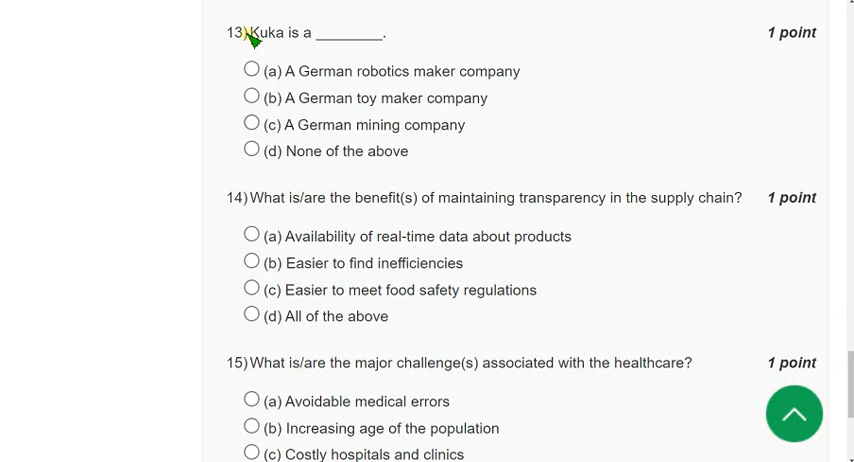 13) Kuka is a ________. 1 point
(a) A German robotics maker company
(b) A German toy maker company
(c) A German mining company
(d) None of the above
14) What is/are the benefit(s) of maintaining transparency in the supply chain? 1 point
(a) Availability of real-time data about products
(b) Easier to find inefficiencies
(c) Easier to meet food safety regulations
(d) All of the above
15) What is/are the major challenge(s) associated with the healthcare? 1 point
(a) Avoidable medical errors
(b) Increasing age of the population
(c) Costly hospitals and clinics